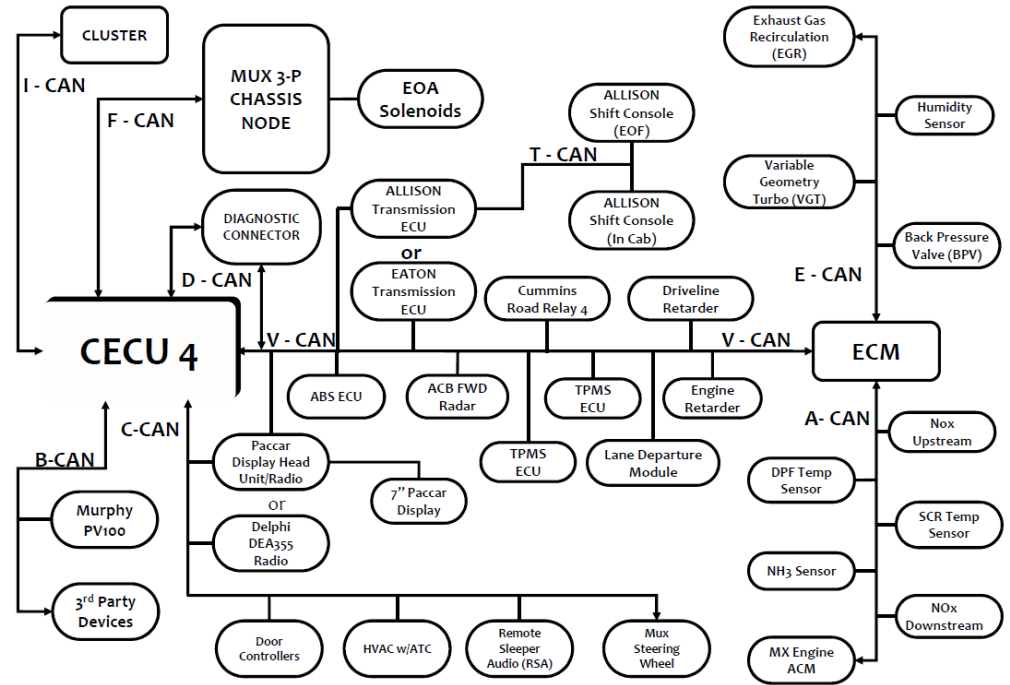 CLUSTER
I - CAN
F - CAN
MUX 3-P
CHASSIS
NODE
EOA
Solenoids
ALLISON
Shift Console
(EOF)
T - CAN
ALLISON
Shift Console
(In Cab)
ALLISON
Transmission
ECU
or
EATON
Transmission
ECU
DIAGNOSTIC
CONNECTOR
D - CAN
CECU 4
V - CAN
Cummins
Road Relay 4
Driveline
Retarder
V - CAN
ABS ECU
ACB FWD
Radar
TPMS
ECU
Engine
Retarder
TPMS
ECU
Lane Departure
Module
C-CAN
Paccar
Display Head
Unit/Radio
or
Delphi
DEA355
Radio
7” Paccar
Display
B-CAN
Murphy
PV100
3rd Party
Devices
Door
Controllers
HVAC w/ATC
Remote
Sleeper
Audio (RSA)
Mux
Steering
Wheel
Exhaust Gas
Recirculation
(EGR)
Humidity
Sensor
Variable
Geometry
Turbo (VGT)
Back Pressure
Valve (BPV)
E - CAN
ECM
A- CAN
Nox
Upstream
DPF Temp
Sensor
SCR Temp
Sensor
NH3 Sensor
NOx
Downstream
MX Engine
ACM